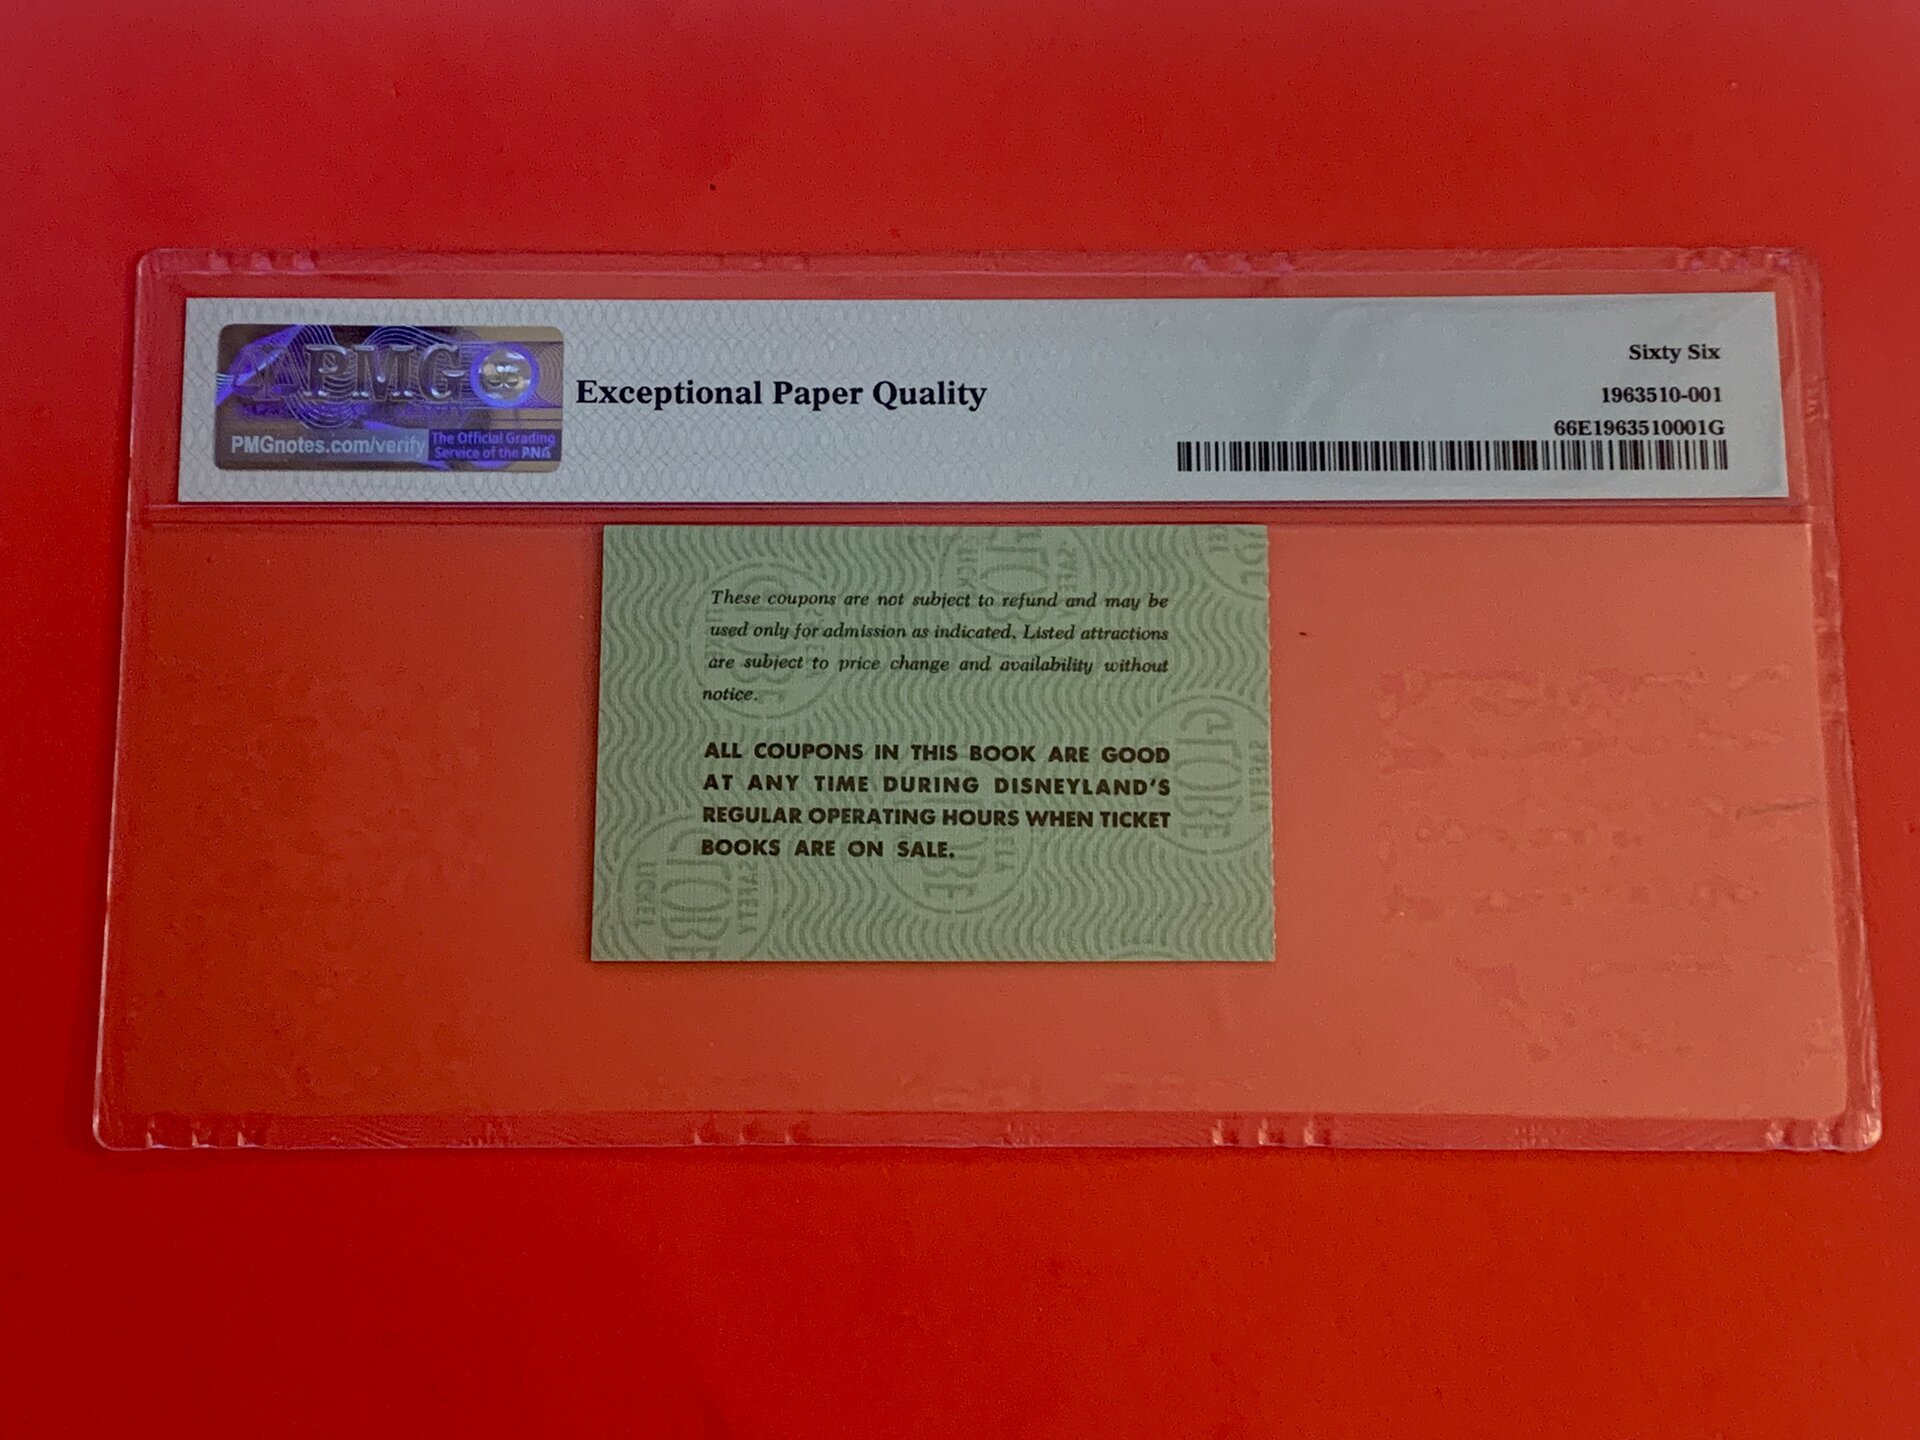 PMG
PMGnotes.com/verify
The Official Grading
Service of the PNG
Exceptional Paper Quality
Sixty Six
1963510-001
66E1963510001G
These coupons are not subject to refund and may be
used only for admission as indicated. Listed attractions
are subject to price change and availability without
notice.
ALL COUPONS IN THIS BOOK ARE GOOD
AT ANY TIME DURING DISNEYLAND'S
REGULAR OPERATING HOURS WHEN TICKET
BOOKS ARE ON SALE.
GLOBE
SAFETY
TICKET